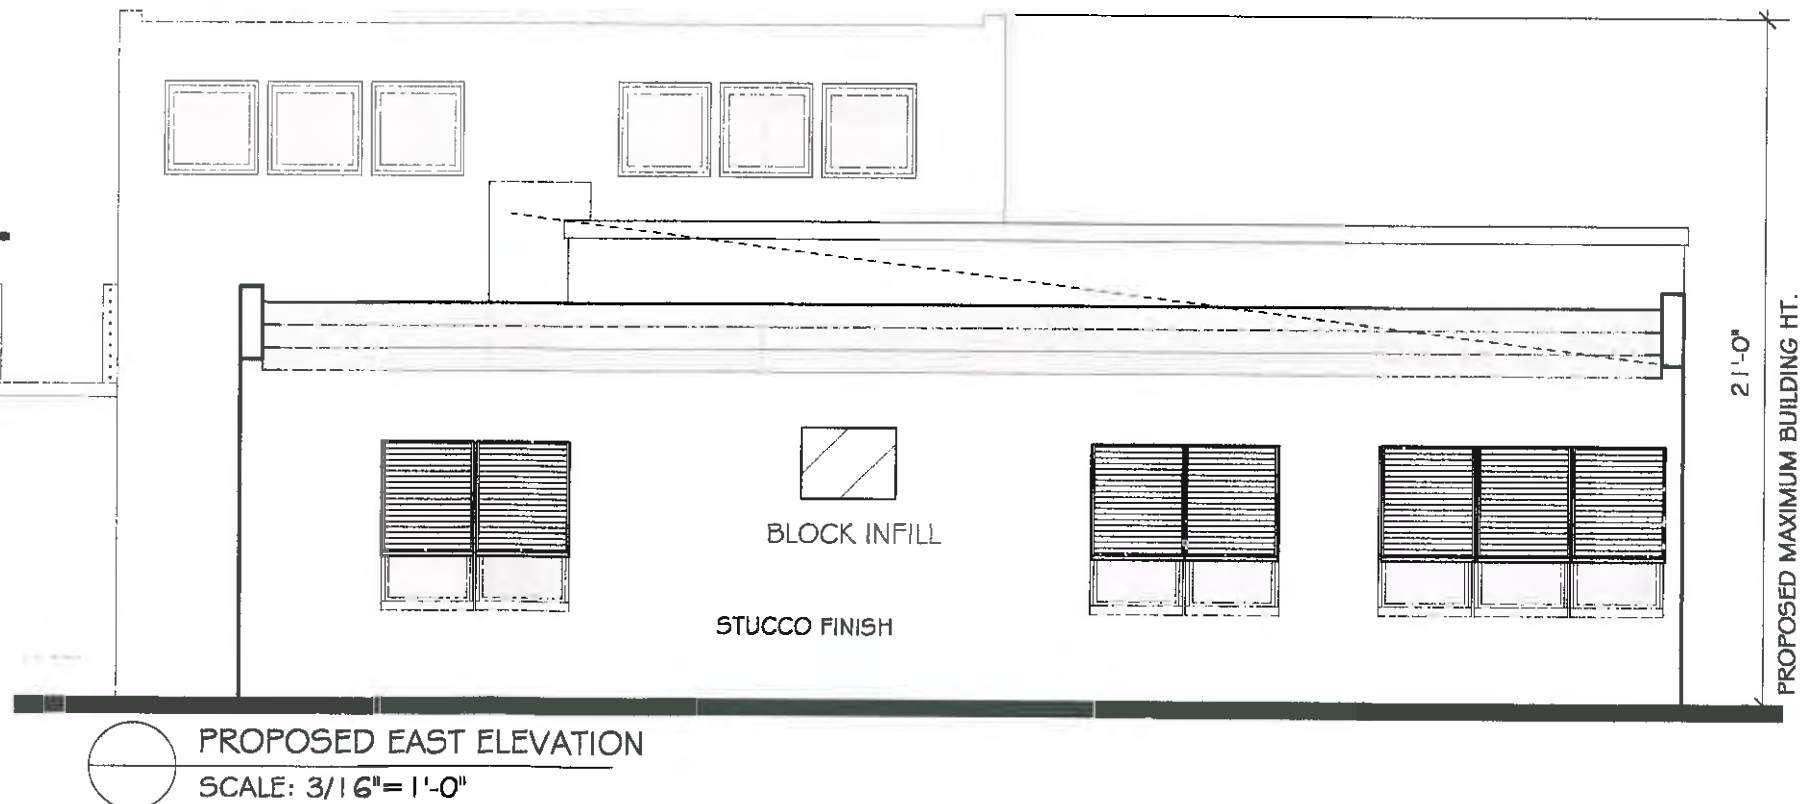 BLOCK INFILL
STUCCO FINISH
21'-0"
PROPOSED MAXIMUM BUILDING HT.
PROPOSED EAST ELEVATION
SCALE: 3/16"=1'-0"